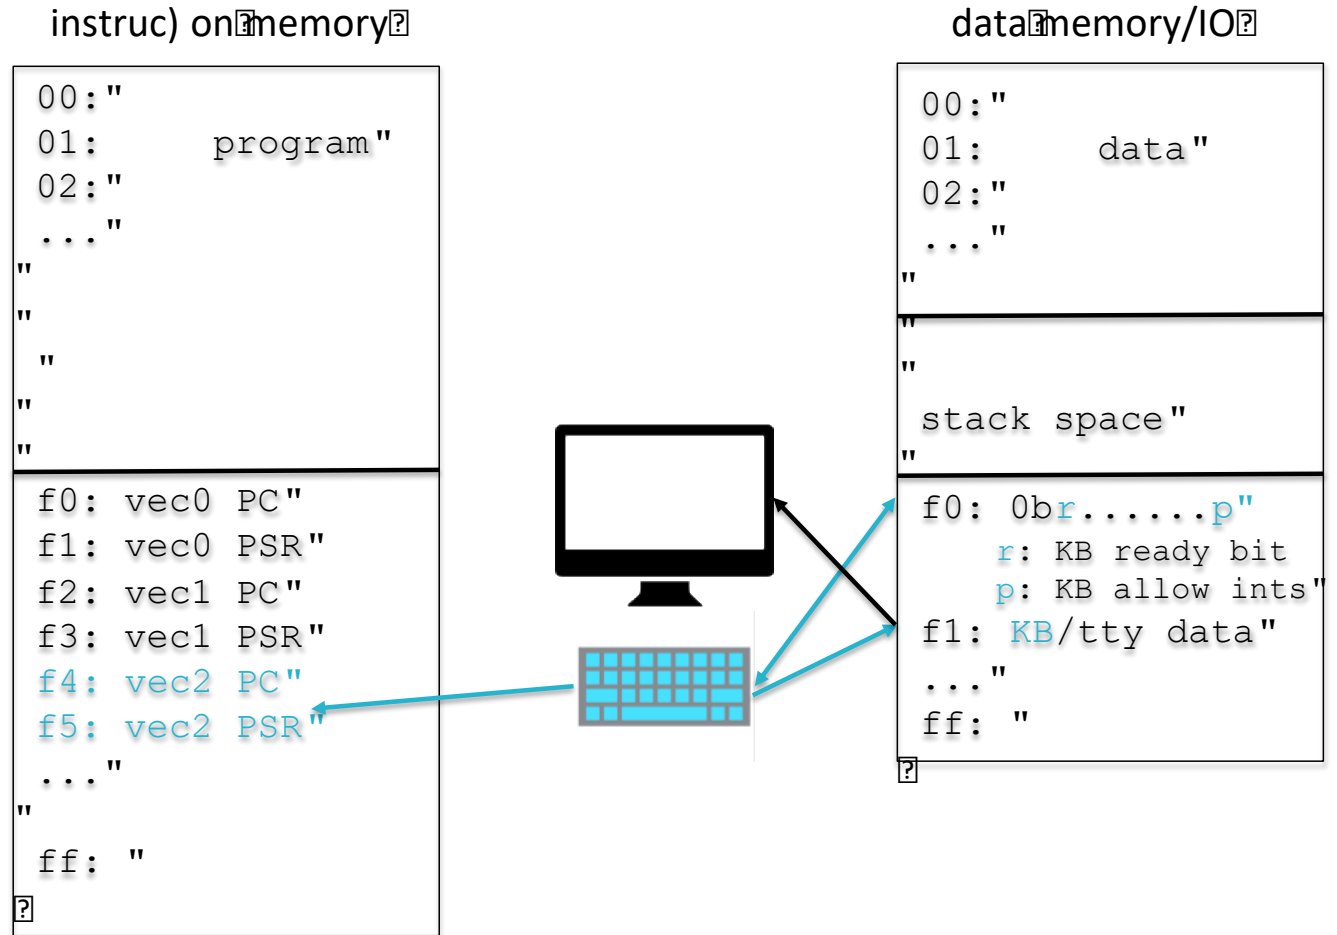 instruc) on⍰memory⍰
00:"
01: program"
02:"
..."
"
"
"
"
"
f0: vec0 PC"
f1: vec0 PSR"
f2: vec1 PC"
f3: vec1 PSR"
f4: vec2 PC"
f5: vec2 PSR"
..."
"
ff: "
⍰
data⍰memory/IO⍰
00:"
01: data"
02:"
..."
"
"
"
stack space"
"
f0: 0br......p"
r: KB ready bit
p: KB allow ints"
f1: KB/tty data"
..."
ff: "
⍰